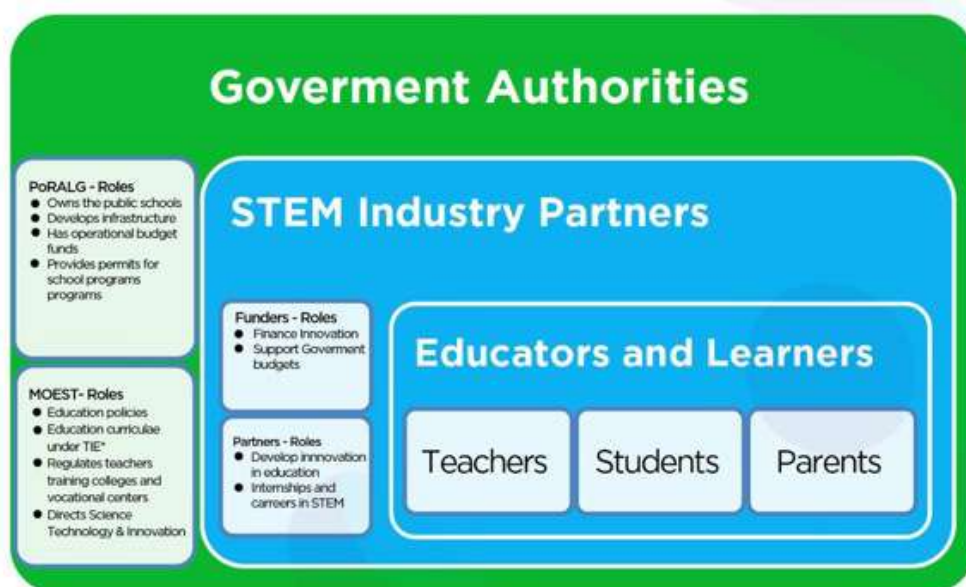 Goverment Authorities
PoRALG - Roles
● Owns the public schools
● Develops infrastructure
● Has operational budget
funds
● Provides permits for
school programs
programs
MOEST- Roles
● Education policies
● Education curriculae
under TIE*
● Regulates teachers
training colleges and
vocational centers
● Directs Science
Technology & Innovation
STEM Industry Partners
Funders - Roles
● Finance Innovation
● Support Goverment
budgets
Partners - Roles
● Develop innnovation
in education
● Internships and
carreers in STEM
Educators and Learners
Teachers
Students
Parents